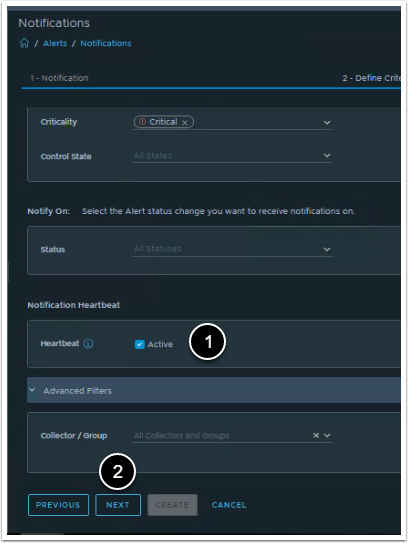 Notifications
/ Alerts / Notifications
1 - Notification
2 - Define Crite
Criticality
Critical
Control State
All States
Notify On: Select the Alert status change you want to receive notifications on.
Status
All Statuses
Notification Heartbeat
Heartbeat
Active
1
Advanced Filters
Collector / Group
All Collectors and Groups
2
PREVIOUS
NEXT
CREATE
CANCEL